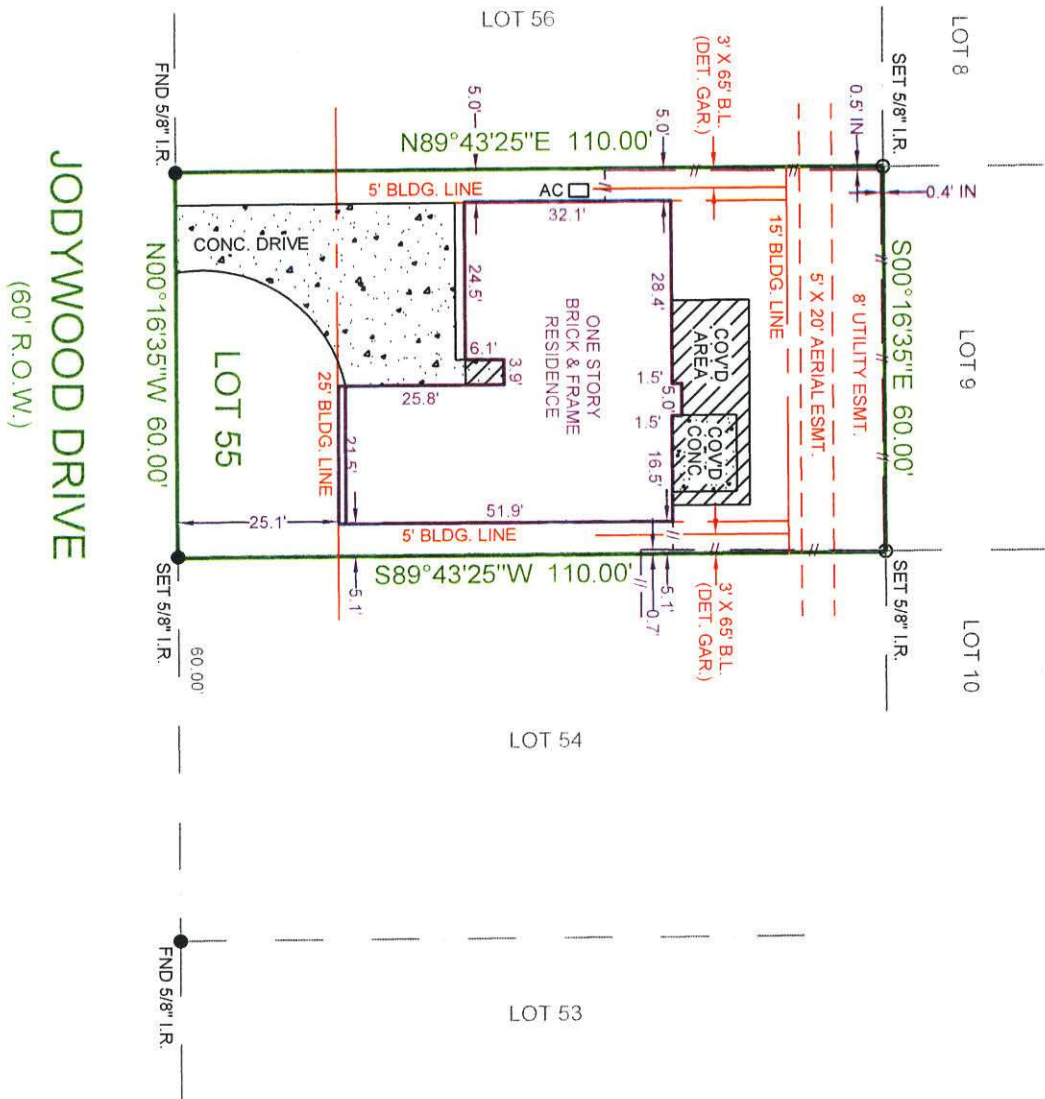 LOT 56
LOT 8
LOT 9
LOT 10
SET 5/8" I.R.
FND 5/8" I.R.
3' X 65' B.L.
(DET. GAR.)
0.5' IN
0.4' IN
5.0'
5.0'
N89°43'25"E 110.00'
5' BLDG. LINE
AC
32.1'
15' BLDG. LINE
5' X 20' AERIAL ESMT.
8' UTILITY ESMT.
S00°16'35"E 60.00'
CONC. DRIVE
24.5'
28.4'
COV'D
AREA
ONE STORY
BRICK & FRAME
RESIDENCE
6.1'
3.9'
1.5'
5.0'
1.5'
COV'D
CONC.
25.8'
16.5'
21.5'
LOT 55
25' BLDG. LINE
N00°16'35"W 60.00'
JODYWOOD DRIVE
(60' R.O.W.)
25.1'
51.9'
5' BLDG. LINE
S89°43'25"W 110.00'
5.1'
5.1'
0.7'
3' X 65' B.L.
(DET. GAR.)
SET 5/8" I.R.
SET 5/8" I.R.
60.00'
LOT 54
FND 5/8" I.R.
LOT 53